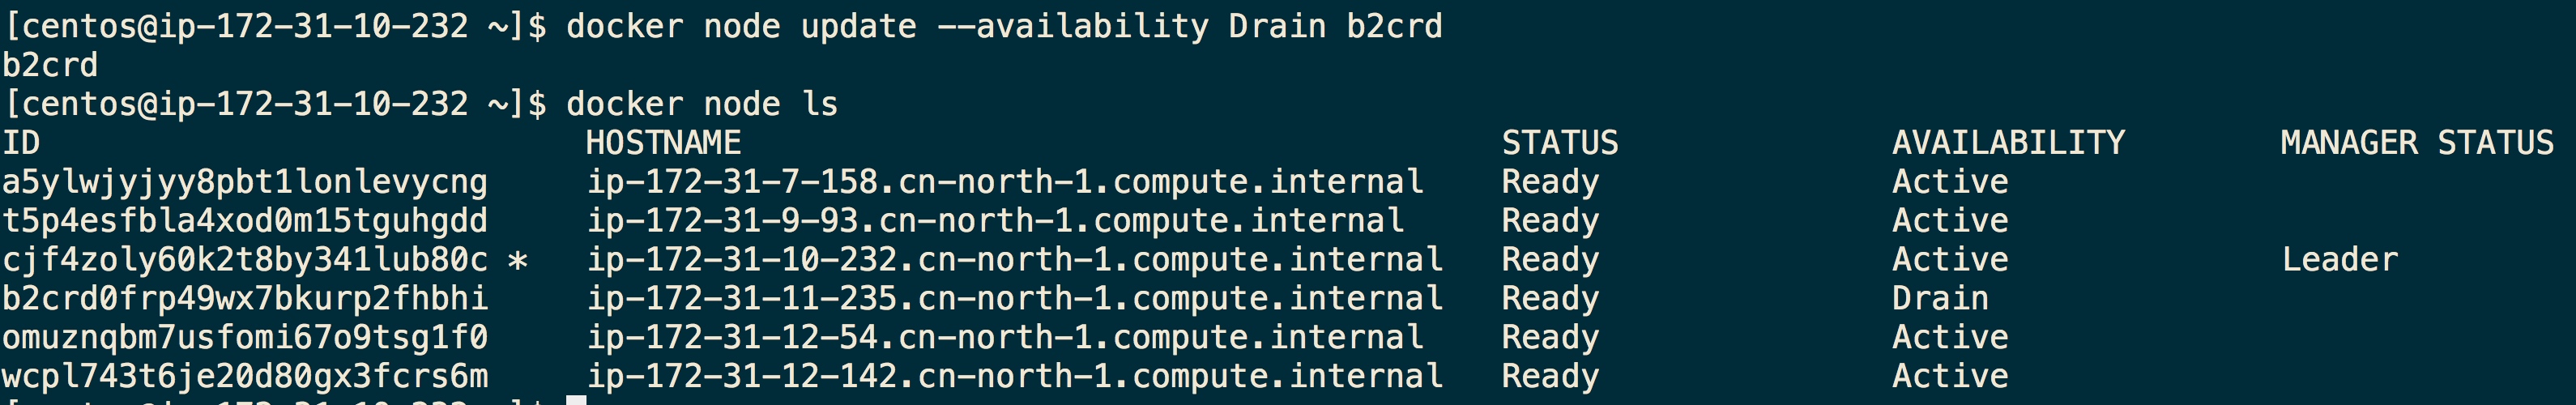 [centos@ip-172-31-10-232 ~]$ docker node update --availability Drain b2crd
b2crd
[centos@ip-172-31-10-232 ~]$ docker node ls
ID HOSTNAME STATUS AVAILABILITY MANAGER STATUS
a5ylwjyjyy8pbt1lonlevycng ip-172-31-7-158.cn-north-1.compute.internal Ready Active
t5p4esfbla4xod0m15tguhgdd ip-172-31-9-93.cn-north-1.compute.internal Ready Active
cjf4zoly60k2t8by341lub80c * ip-172-31-10-232.cn-north-1.compute.internal Ready Active Leader
b2crd0frp49wx7bkurp2fhbhi ip-172-31-11-235.cn-north-1.compute.internal Ready Drain
omuznqbm7usfomi67o9tsg1f0 ip-172-31-12-54.cn-north-1.compute.internal Ready Active
wcpl743t6je20d80gx3fcrs6m ip-172-31-12-142.cn-north-1.compute.internal Ready Active